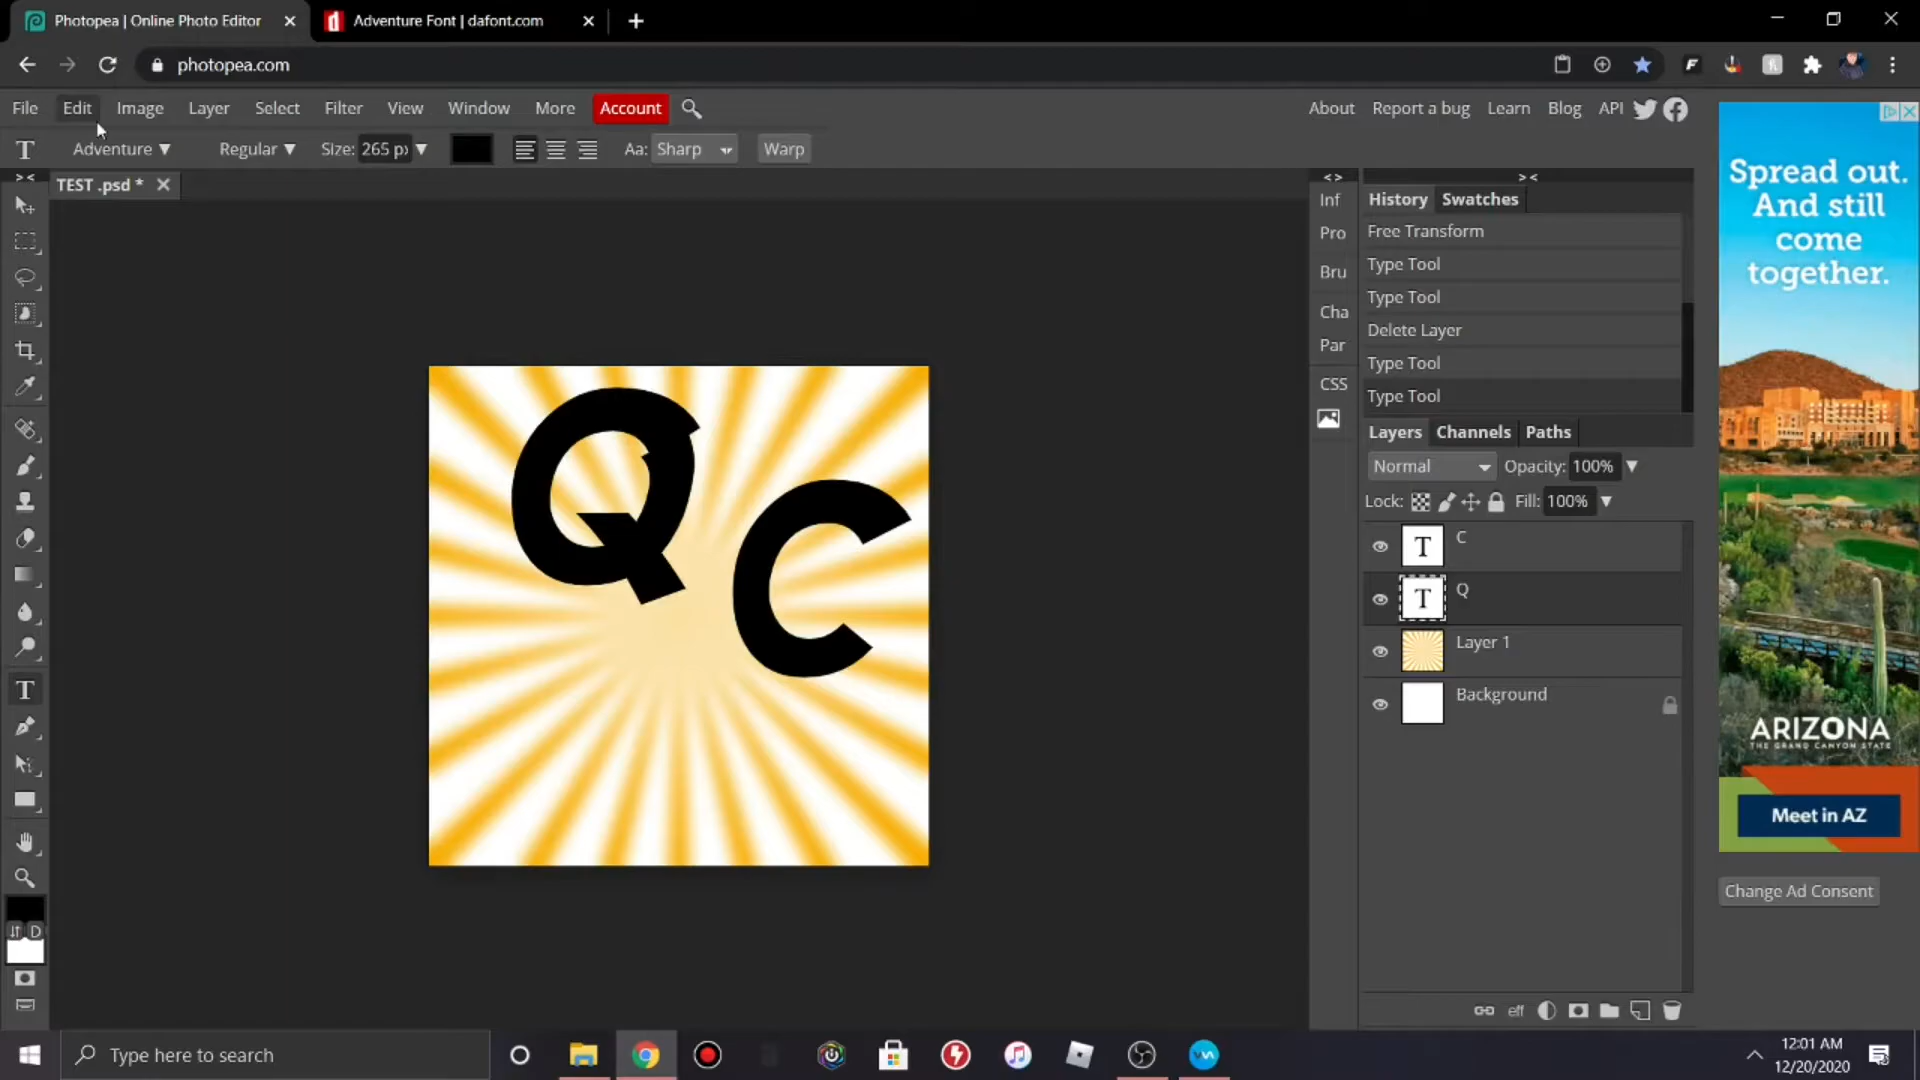 Photopea | Online Photo Editor
Adventure Font | dafont.com
photopea.com
File Edit Image Layer Select Filter View Window More Account
About Report a bug Learn Blog API
T Adventure Regular Size: 265 p Aa: Sharp Warp
TEST .psd *
Q
C
Inf
Pro
Bru
Cha
Par
CSS
History Swatches
Free Transform
Type Tool
Type Tool
Delete Layer
Type Tool
Type Tool
Layers Channels Paths
Normal Opacity: 100%
Lock: Fill: 100%
T C
T Q
Layer 1
Background
eff
T
D
Spread out.
And still
come
together.
ARIZONA
THE GRAND CANYON STATE
Meet in AZ
Change Ad Consent
Type here to search
12:01 AM
12/20/2020